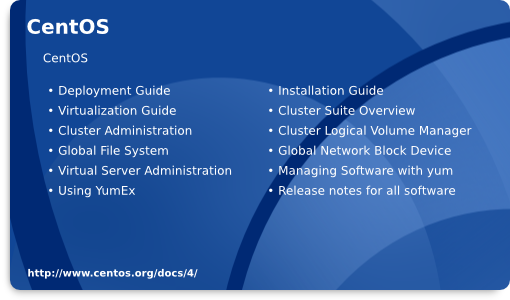 CentOS
CentOS
• Deployment Guide
• Virtualization Guide
• Cluster Administration
• Global File System
• Virtual Server Administration
• Using YumEx
• Installation Guide
• Cluster Suite Overview
• Cluster Logical Volume Manager
• Global Network Block Device
• Managing Software with yum
• Release notes for all software
http://www.centos.org/docs/4/